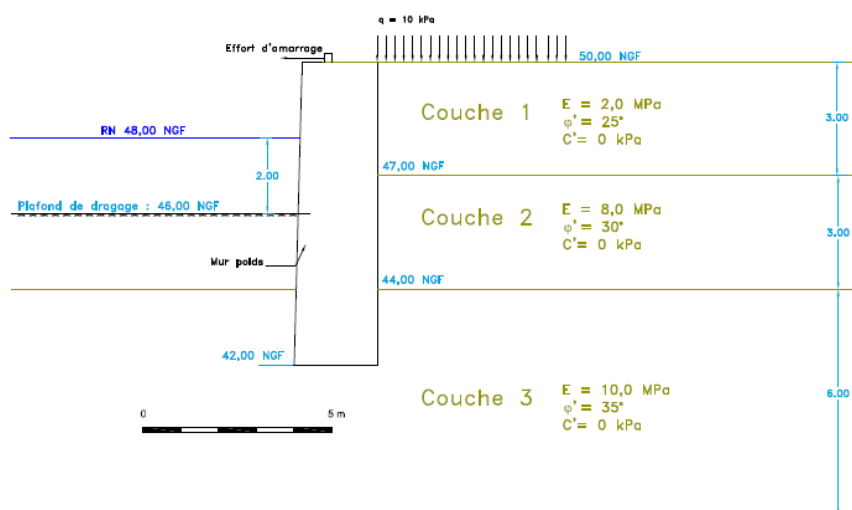 q = 10 kPa
Effort d'amarrage
50,00 NGF
Couche 1
E = 2,0 MPa
φ'= 25°
C'= 0 kPa
3.00
RN 48,00 NGF
2.00
47,00 NGF
Plafond de dragage : 46,00 NGF
Couche 2
E = 8,0 MPa
φ'= 30°
C'= 0 kPa
3.00
Mur poids
44,00 NGF
42,00 NGF
Couche 3
E = 10,0 MPa
φ'= 35°
C'= 0 kPa
6.00
0
5 m